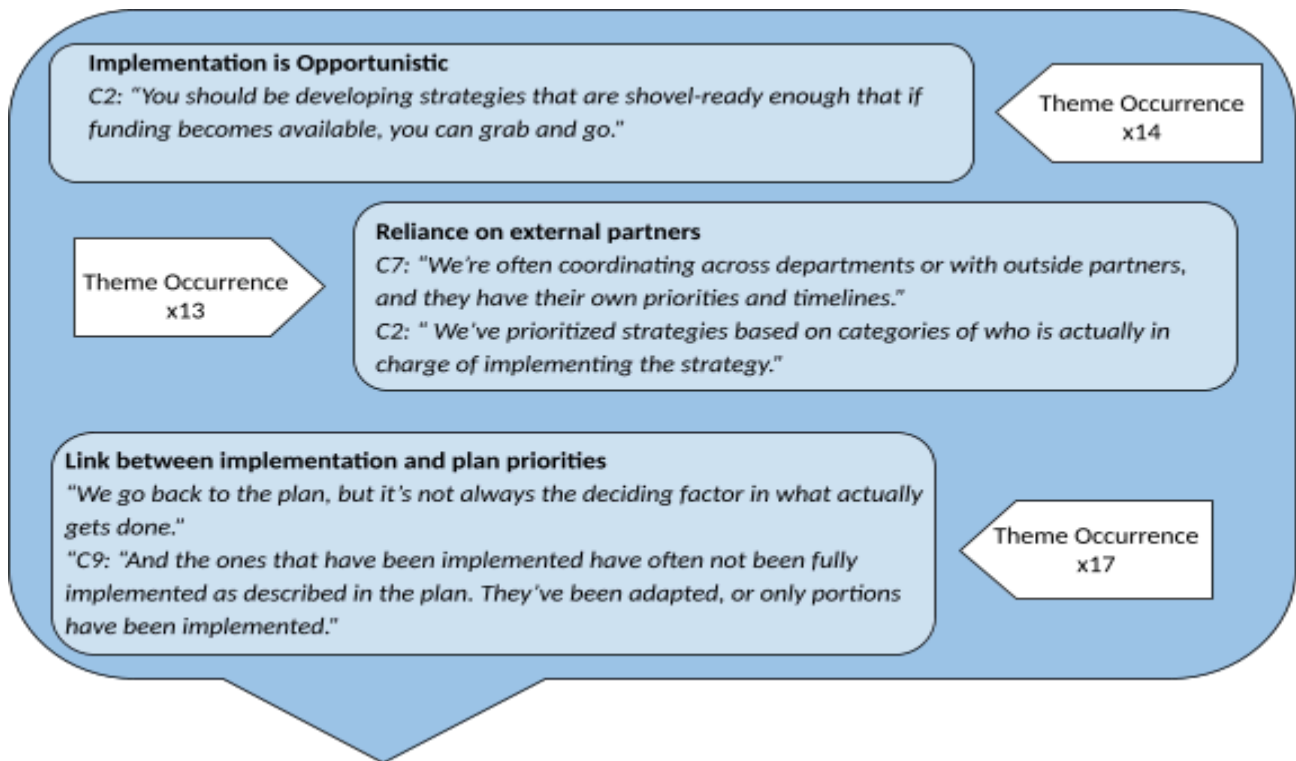 Implementation is Opportunistic
C2: “You should be developing strategies that are shovel-ready enough that if
funding becomes available, you can grab and go.”
Theme Occurrence
x14
Reliance on external partners
C7: “We’re often coordinating across departments or with outside partners,
and they have their own priorities and timelines.”
C2: “ We’ve prioritized strategies based on categories of who is actually in
charge of implementing the strategy.”
Theme Occurrence
x13
Link between implementation and plan priorities
“We go back to the plan, but it’s not always the deciding factor in what actually
gets done.”
“C9: “And the ones that have been implemented have often not been fully
implemented as described in the plan. They’ve been adapted, or only portions
have been implemented.”
Theme Occurrence
x17